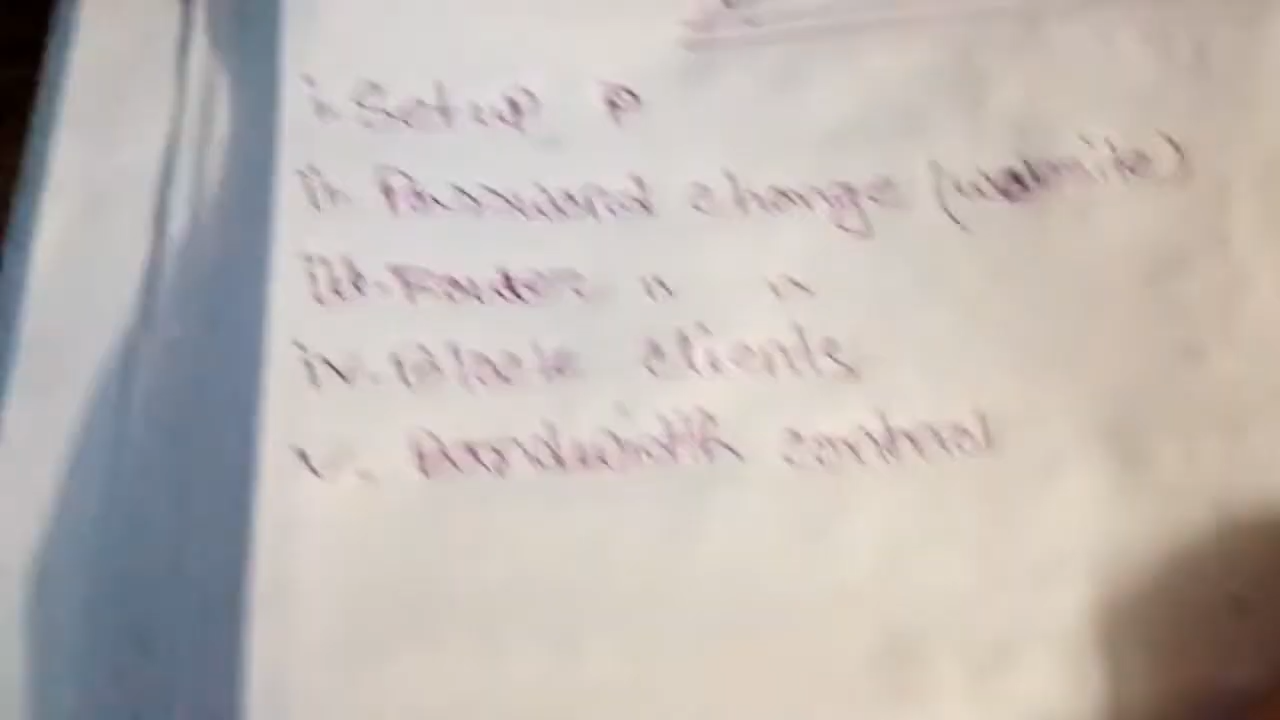 i. Setup P
ii. Password change (
iii. Router " "
iv. Block clients
v. Bandwidth control